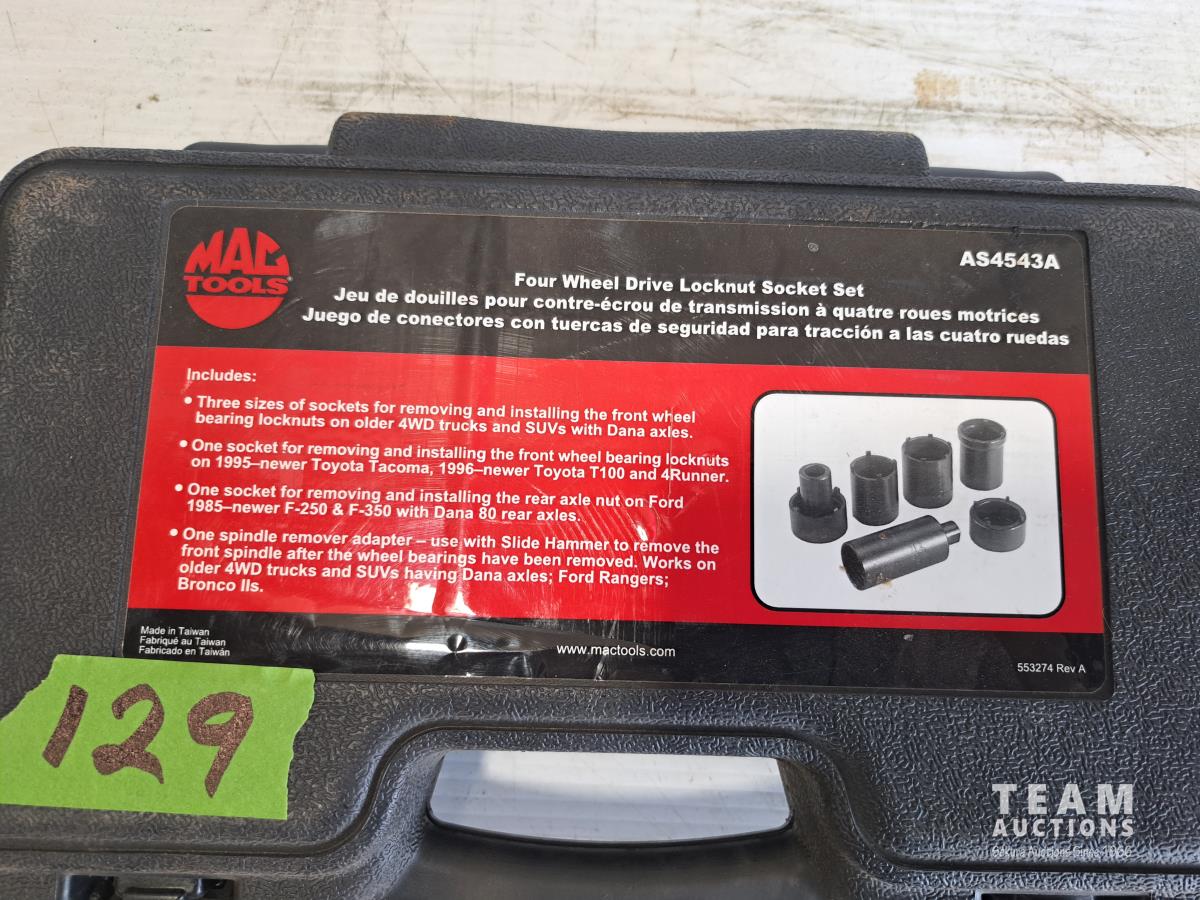 MAC
TOOLS
AS4543A
Four Wheel Drive Locknut Socket Set
Jeu de douilles pour contre-écrou de transmission à quatre roues motrices
Juego de conectores con tuercas de seguridad para tracción a las cuatro ruedas
Includes:
• Three sizes of sockets for removing and installing the front wheel
bearing locknuts on older 4WD trucks and SUVs with Dana axles.
• One socket for removing and installing the front wheel bearing locknuts
on 1995–newer Toyota Tacoma, 1996–newer Toyota T100 and 4Runner.
• One socket for removing and installing the rear axle nut on Ford
1985–newer F-250 & F-350 with Dana 80 rear axles.
• One spindle remover adapter – use with Slide Hammer to remove the
front spindle after the wheel bearings have been removed. Works on
older 4WD trucks and SUVs having Dana axles; Ford Rangers;
Bronco IIs.
Made in Taiwan
Fabriqué au Taiwan
Fabricado en Taiwán
www.mactools.com
553274 Rev A
129
TEAM
AUCTIONS
Auctions Since